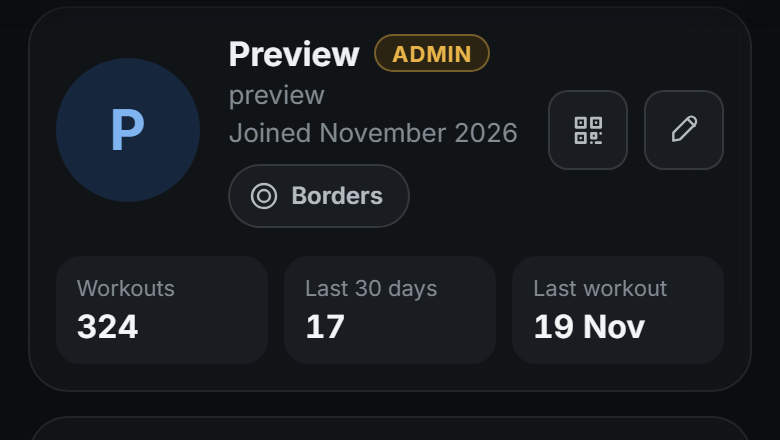 P
Preview ADMIN
preview
Joined November 2026
Borders
Workouts
324
Last 30 days
17
Last workout
19 Nov